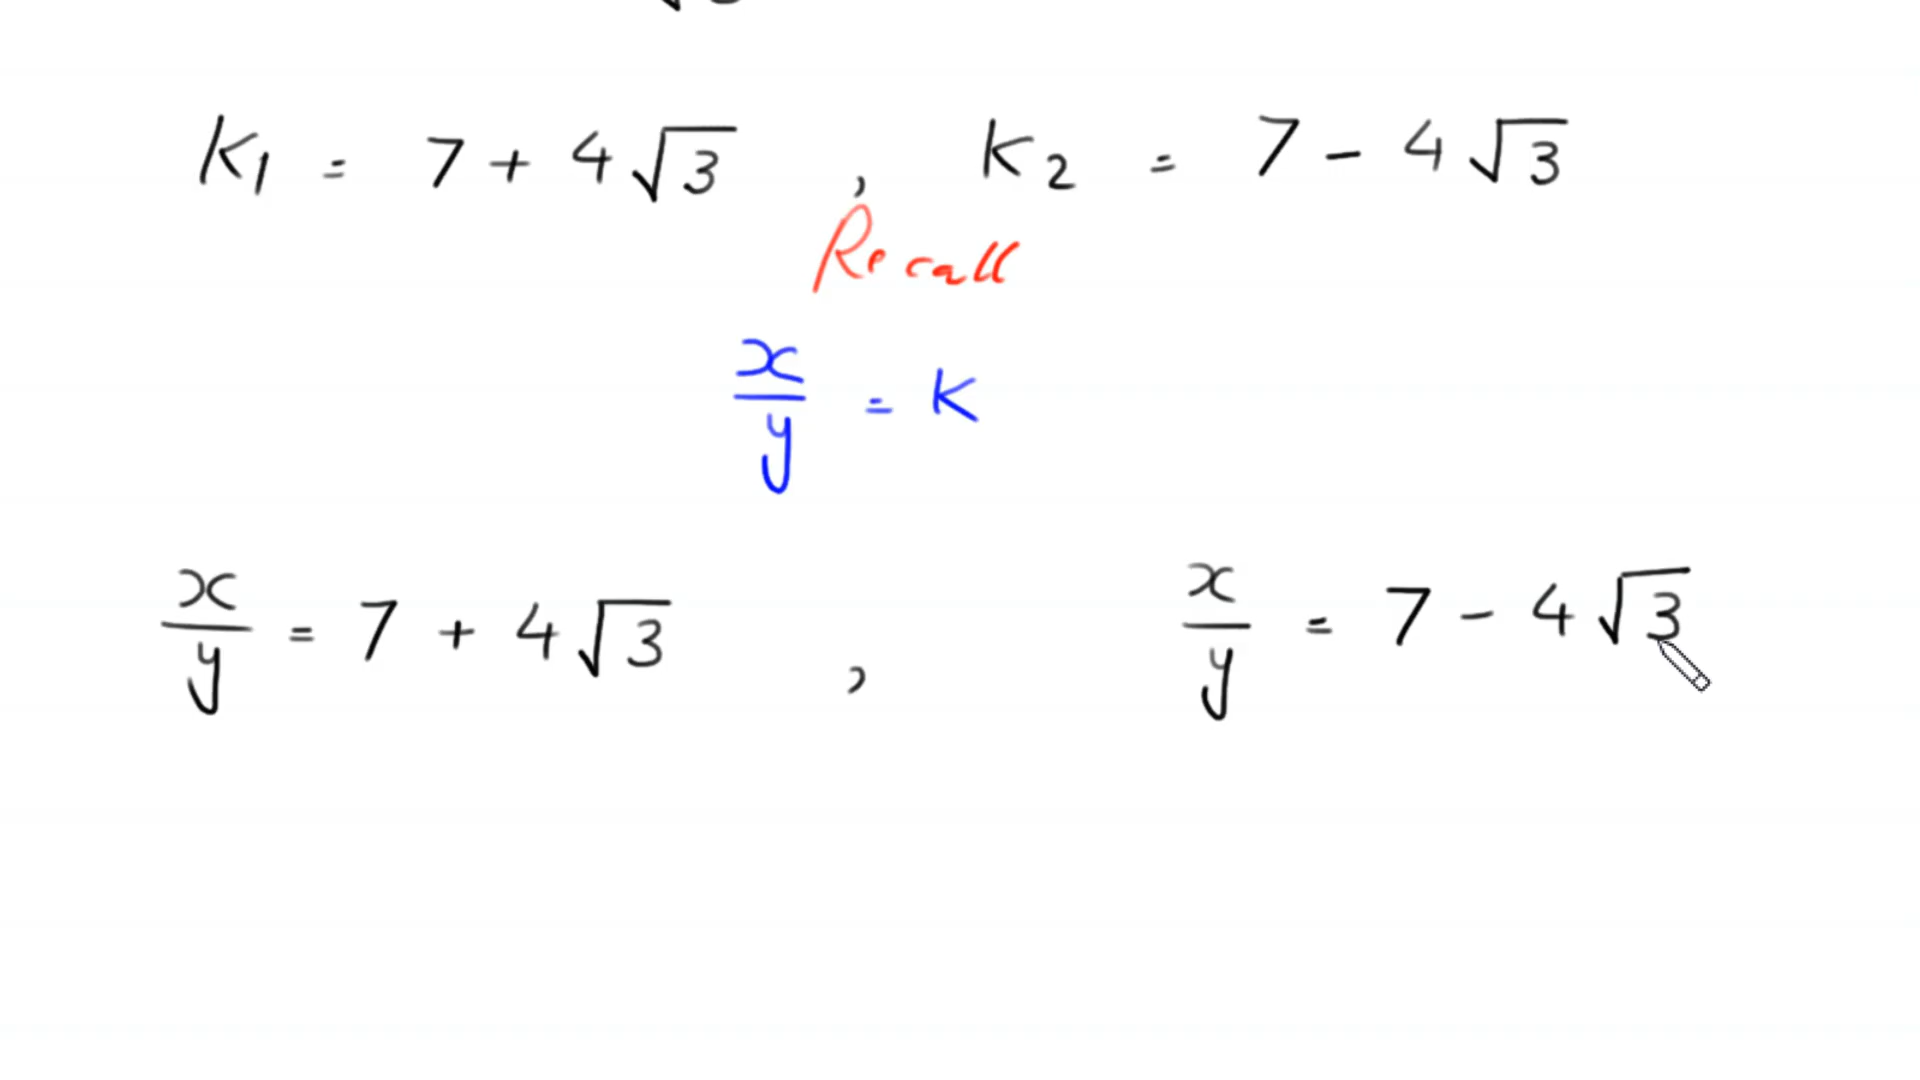 K₁ = 7 + 4√3 , K₂ = 7 - 4√3
Recall
x/y = K
x/y = 7 + 4√3 , x/y = 7 - 4√3